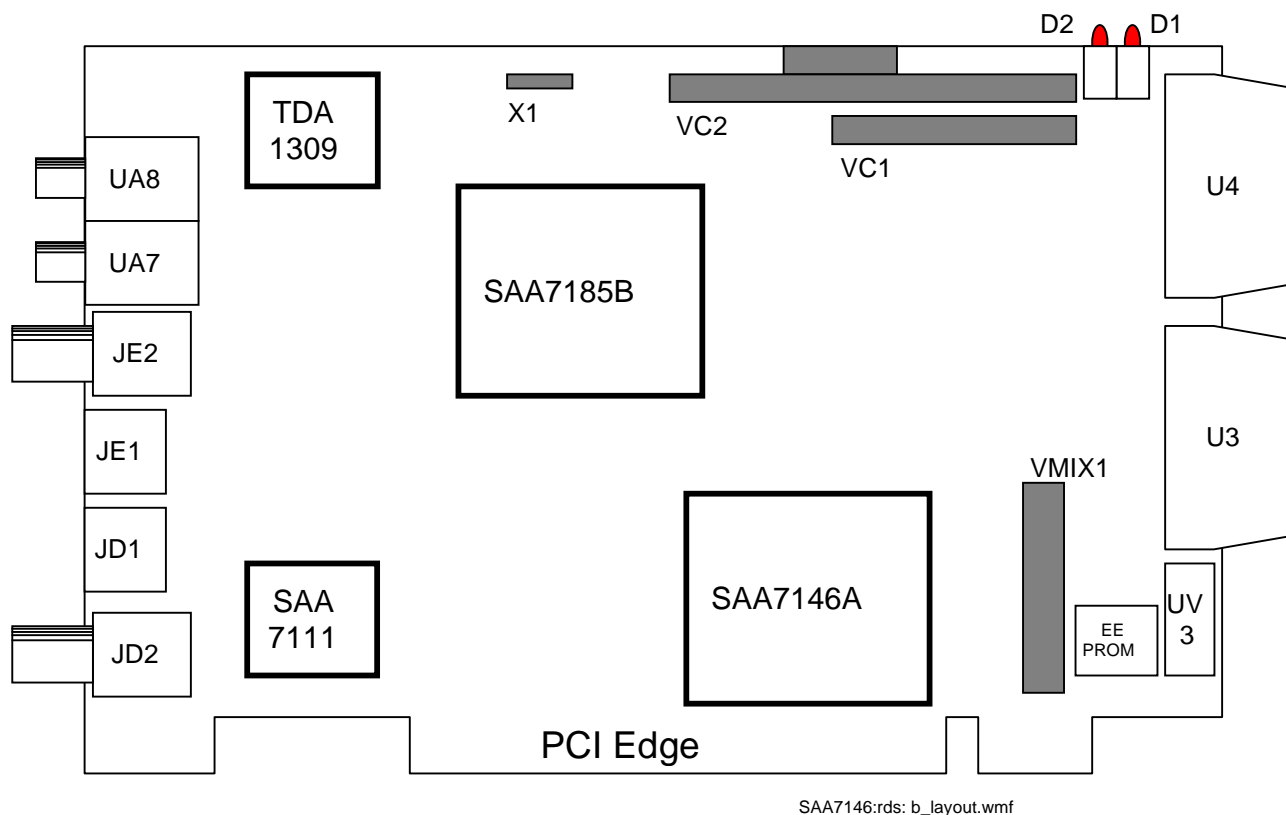 D2
D1
TDA
1309
X1
VC2
VC1
UA8
U4
UA7
SAA7185B
JE2
U3
JE1
VMIX1
JD1
SAA
7111
SAA7146A
UV
3
EE
PROM
JD2
PCI Edge
SAA7146:rds: b_layout.wmf